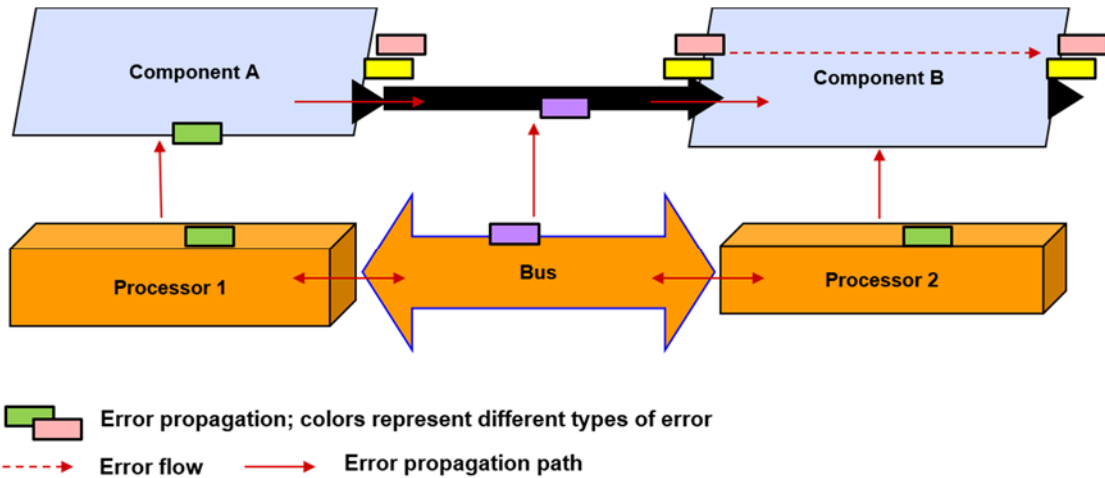 Component A
Component B
Processor 1
Bus
Processor 2
Error propagation; colors represent different types of error
Error flow
Error propagation path